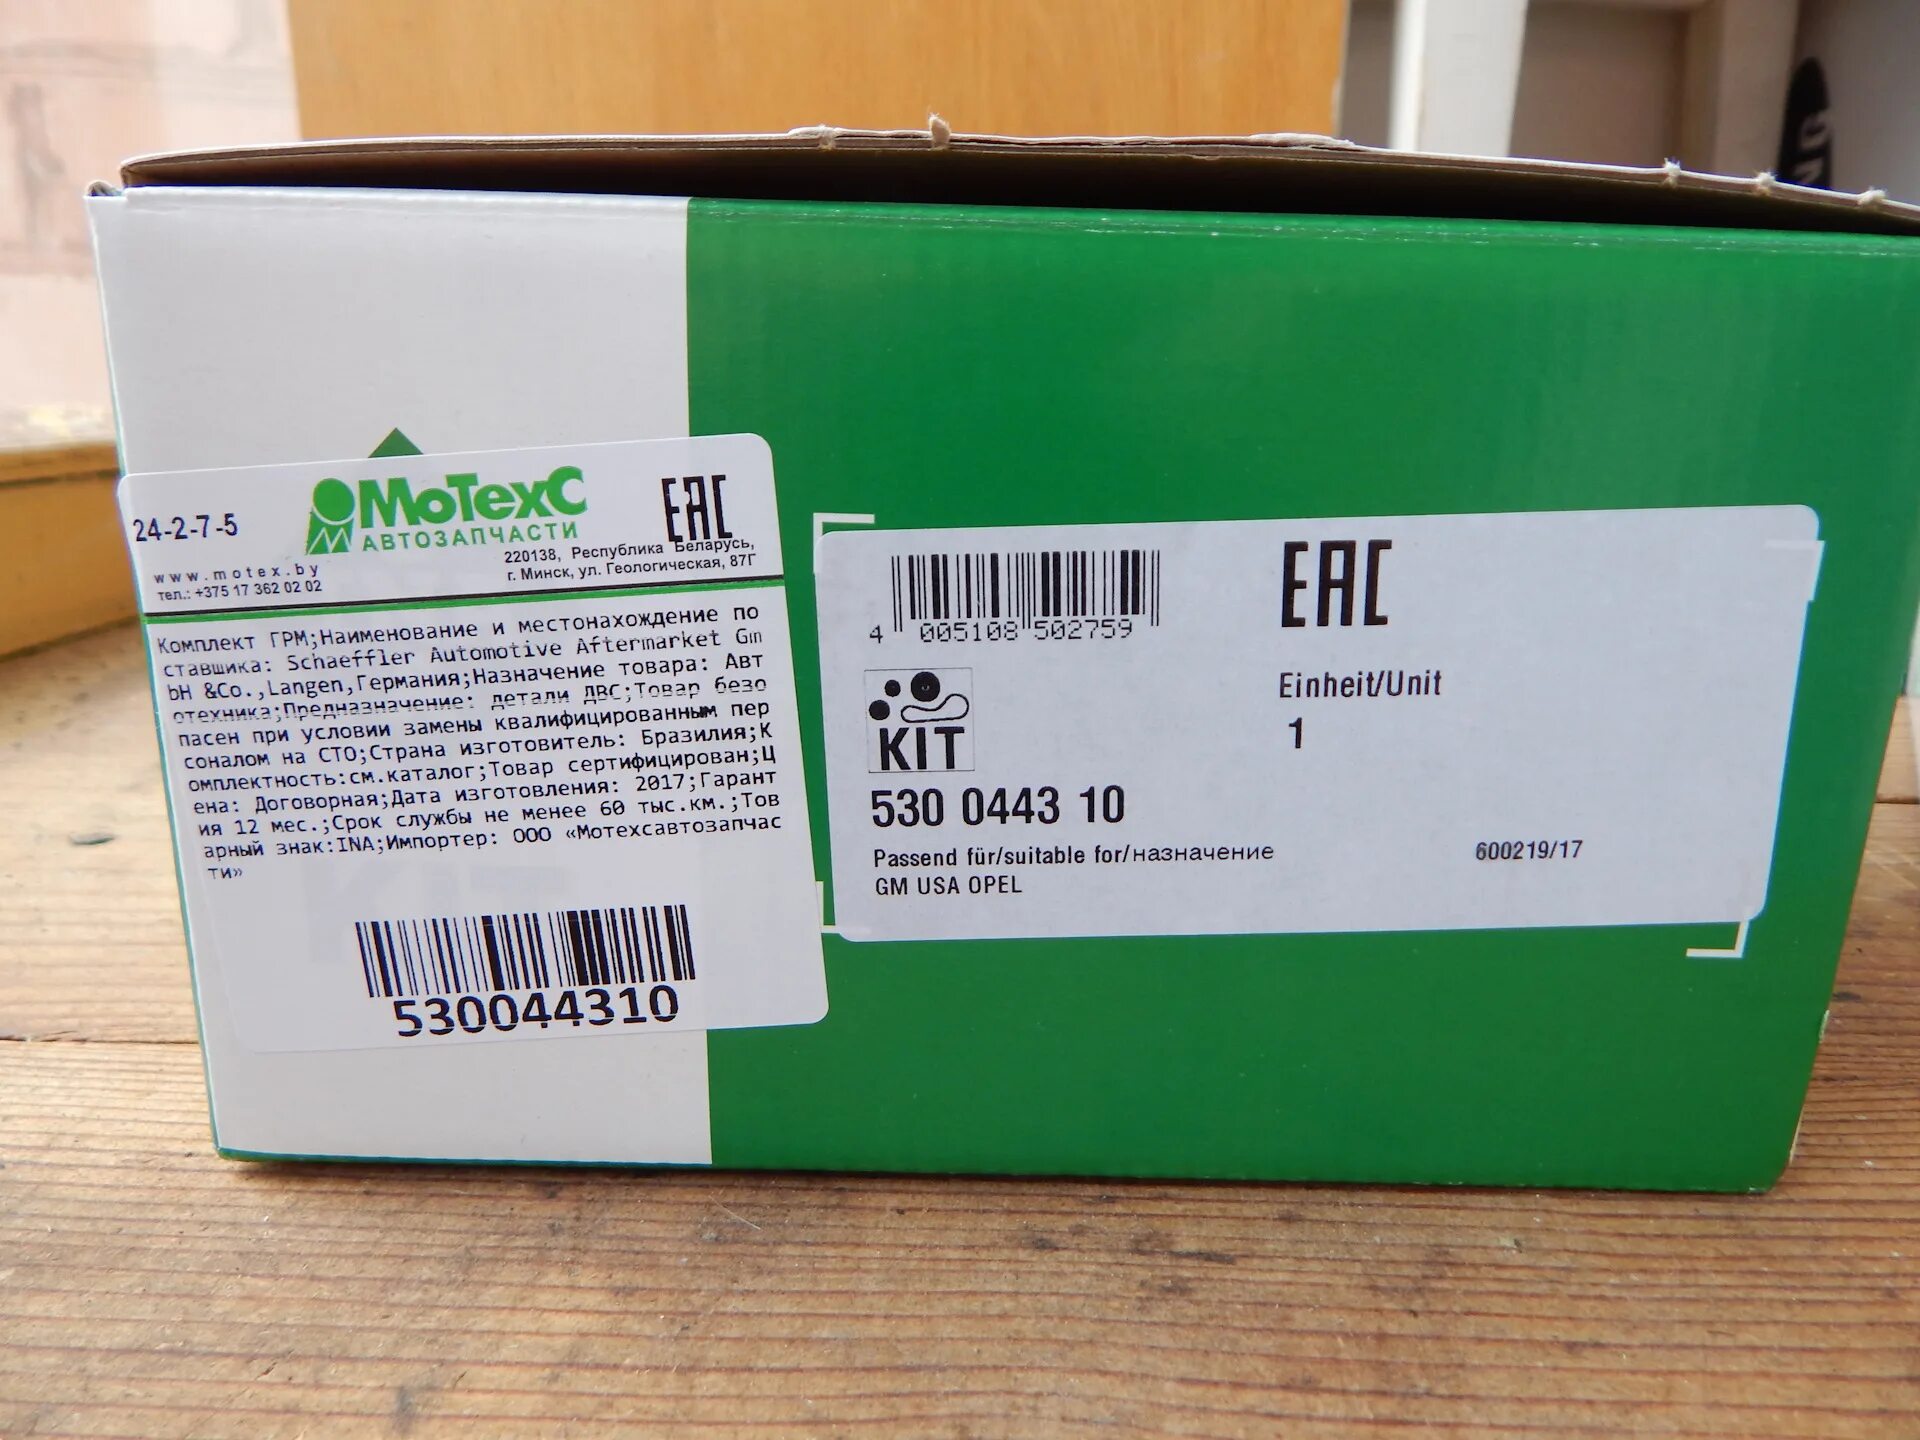 24-2-7-5
МоТехС
АВТОЗАПЧАСТИ
EAC
220138, Республика Беларусь,
г. Минск, ул. Геологическая, 87Г
www.motex.by
тел.: +375 17 362 02 02
Комплект ГРМ;Наименование и местонахождение по
ставщика: Schaeffler Automotive Aftermarket Gm
bH &Co.,Langen,Германия;Назначение товара: Авт
отехника;Предназначение: детали ДВС;Товар безо
пасен при условии замены квалифицированным пер
соналом на СТО;Страна изготовитель: Бразилия;К
омплектность:см.каталог;Товар сертифицирован;Ц
ена: Договорная;Дата изготовления: 2017;Гарант
ия 12 мес.;Срок службы не менее 60 тыс.км.;Тов
арный знак:INA;Импортер: ООО «Мотехсавтозапчас
ти»
530044310
4 005108 502759
EAC
KIT
Einheit/Unit
1
530 0443 10
Passend für/suitable for/назначение
600219/17
GM USA OPEL